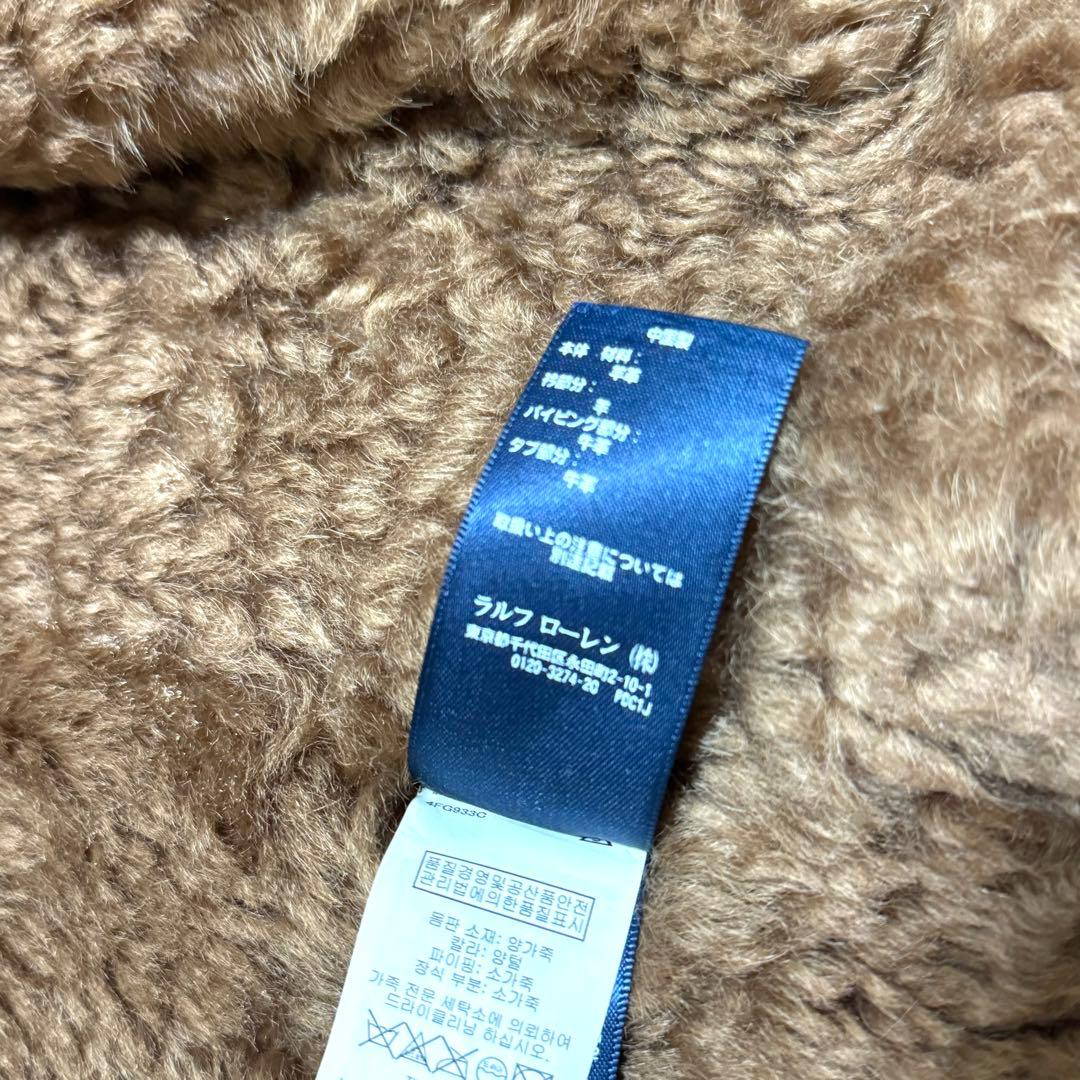 中国製
本体 材料:
羊革
衿部分:
羊
パイピング部分:
牛革
タブ部分:
牛革
取扱い上の注意については
別途記載
ラルフ ローレン (株)
東京都千代田区永田町2-10-1
0120-3274-20 PDC1J
4FG933C
품질경영및공산품안전
관리법에의한품질표시
몸판 소재: 양가죽
칼라: 양털
파이핑: 소가죽
장식 부분: 소가죽
가죽 전문 세탁소에 의뢰하여
드라이클리닝 하십시오.